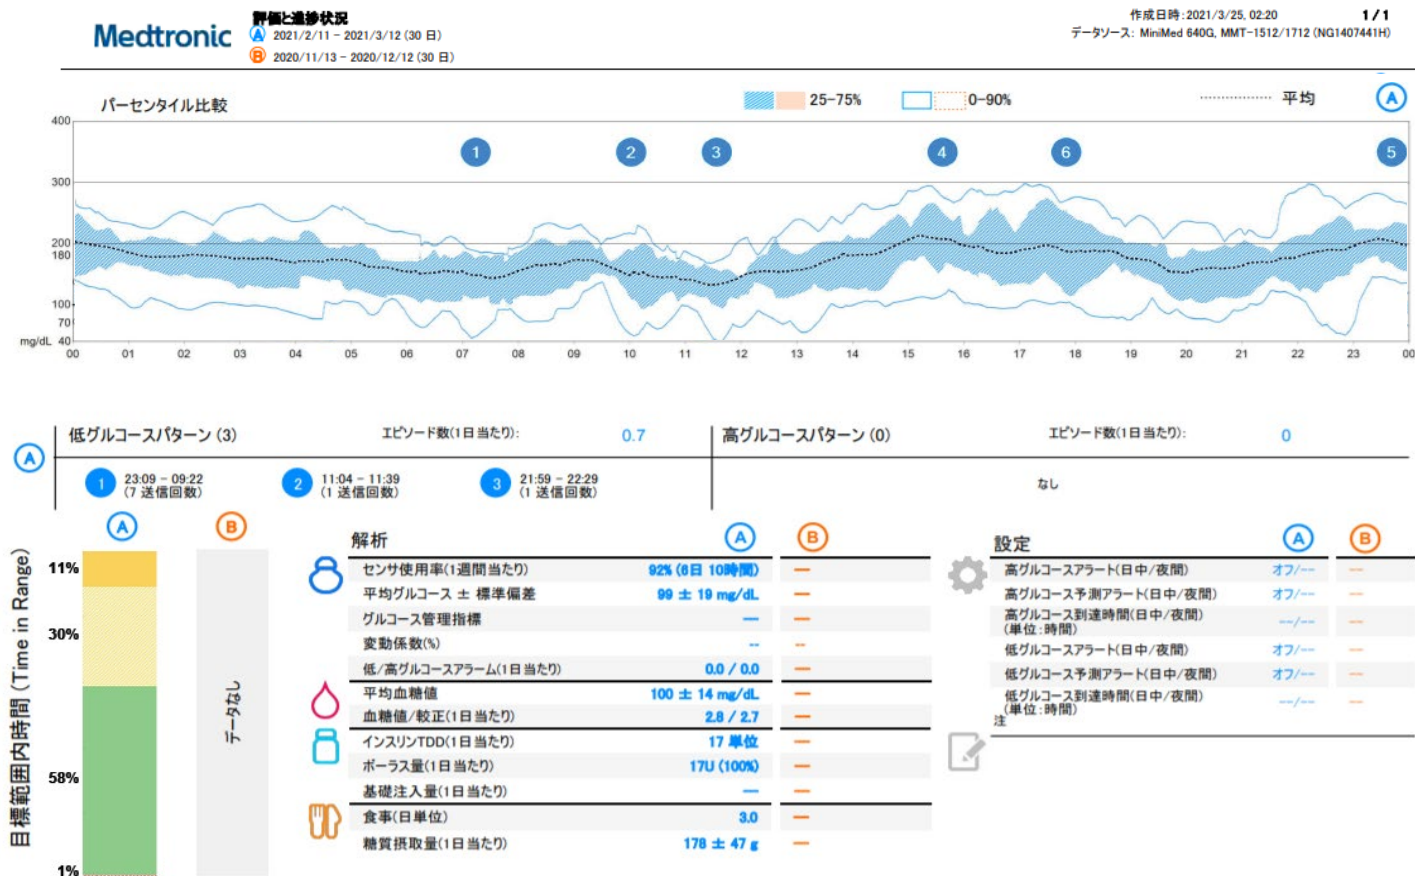 Medtronic
評価と進捗状況
A 2021/2/11 - 2021/3/12 (30 日)
B 2020/11/13 - 2020/12/12 (30 日)
作成日時: 2021/3/25, 02:20
1 / 1
データソース: MiniMed 640G, MMT-1512/1712 (NG1407441H)
パーセンタイル比較
25-75%
0-90%
平均
A
400
300
200
180
100
70
mg/dL 40
1 2 3 4 6 5
00 01 02 03 04 05 06 07 08 09 10 11 12 13 14 15 16 17 18 19 20 21 22 23 00
A
低グルコースパターン (3)
エピソード数(1日当たり): 0.7
1 23:09 - 09:22
(7 送信回数)
2 11:04 - 11:39
(1 送信回数)
3 21:59 - 22:29
(1 送信回数)
高グルコースパターン (0)
エピソード数(1日当たり): 0
なし
目標範囲内時間 (Time in Range)
A B
11%
30%
58%
1%
データなし
解析 A B
センサ使用率(1週間当たり) 92% (6日 10時間) —
平均グルコース ± 標準偏差 99 ± 19 mg/dL —
グルコース管理指標 — —
変動係数(%) -- --
低/高グルコースアラーム(1日当たり) 0.0 / 0.0 —
平均血糖値 100 ± 14 mg/dL —
血糖値/較正(1日当たり) 2.8 / 2.7 —
インスリンTDD(1日当たり) 17 単位 —
ボーラス量(1日当たり) 17U (100%) —
基礎注入量(1日当たり) — —
食事(日単位) 3.0 —
糖質摂取量(1日当たり) 178 ± 47 g —
設定 A B
高グルコースアラート(日中/夜間) オフ/-- --
高グルコース予測アラート(日中/夜間) オフ/-- --
高グルコース到達時間(日中/夜間)
(単位:時間) --/-- --
低グルコースアラート(日中/夜間) オフ/-- --
低グルコース予測アラート(日中/夜間) オフ/-- --
低グルコース到達時間(日中/夜間)
(単位:時間) --/-- --
注